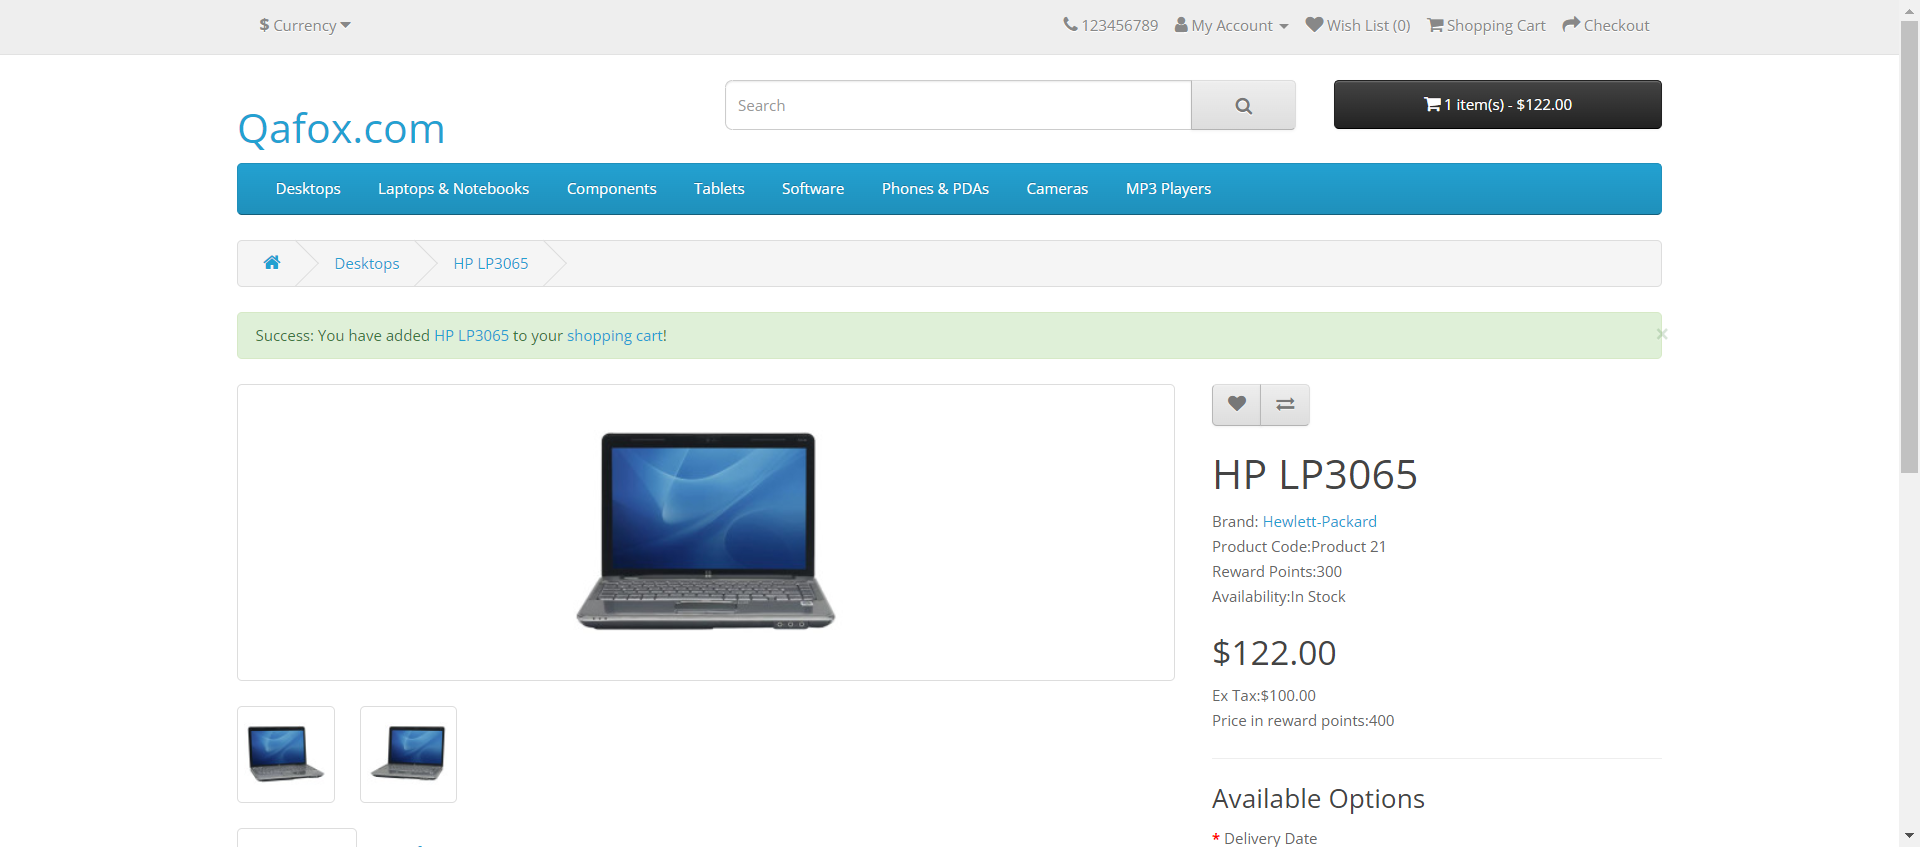 $ Currency
123456789 My Account Wish List (0) Shopping Cart Checkout
Qafox.com
Search
1 item(s) - $122.00
Desktops Laptops & Notebooks Components Tablets Software Phones & PDAs Cameras MP3 Players
Desktops HP LP3065
Success: You have added HP LP3065 to your shopping cart!
×
HP LP3065
Brand: Hewlett-Packard
Product Code:Product 21
Reward Points:300
Availability:In Stock
$122.00
Ex Tax:$100.00
Price in reward points:400
Available Options
* Delivery Date